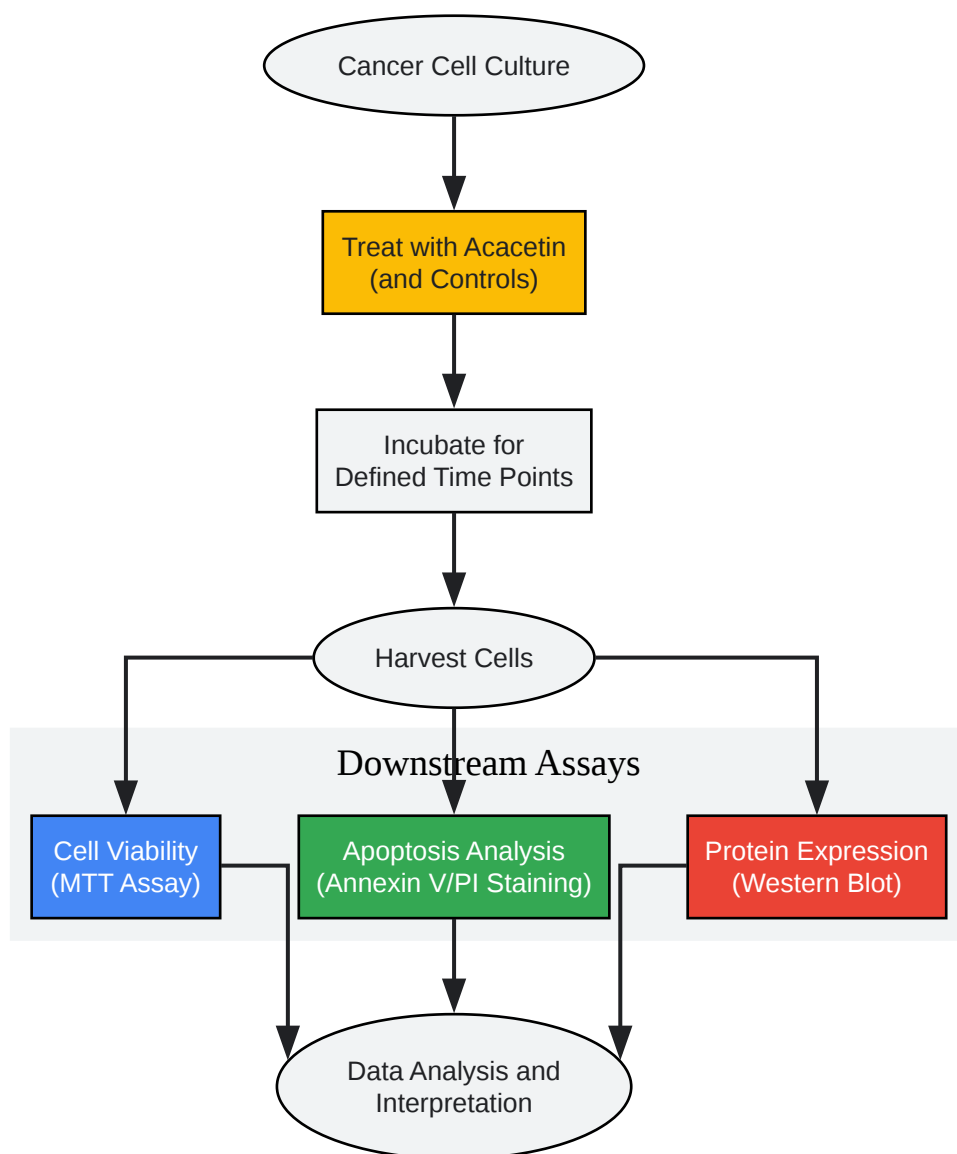 Cancer Cell Culture
Treat with Acacetin
(and Controls)
Incubate for
Defined Time Points
Harvest Cells
Downstream Assays
Cell Viability
(MTT Assay)
Apoptosis Analysis
(Annexin V/PI Staining)
Protein Expression
(Western Blot)
Data Analysis and
Interpretation